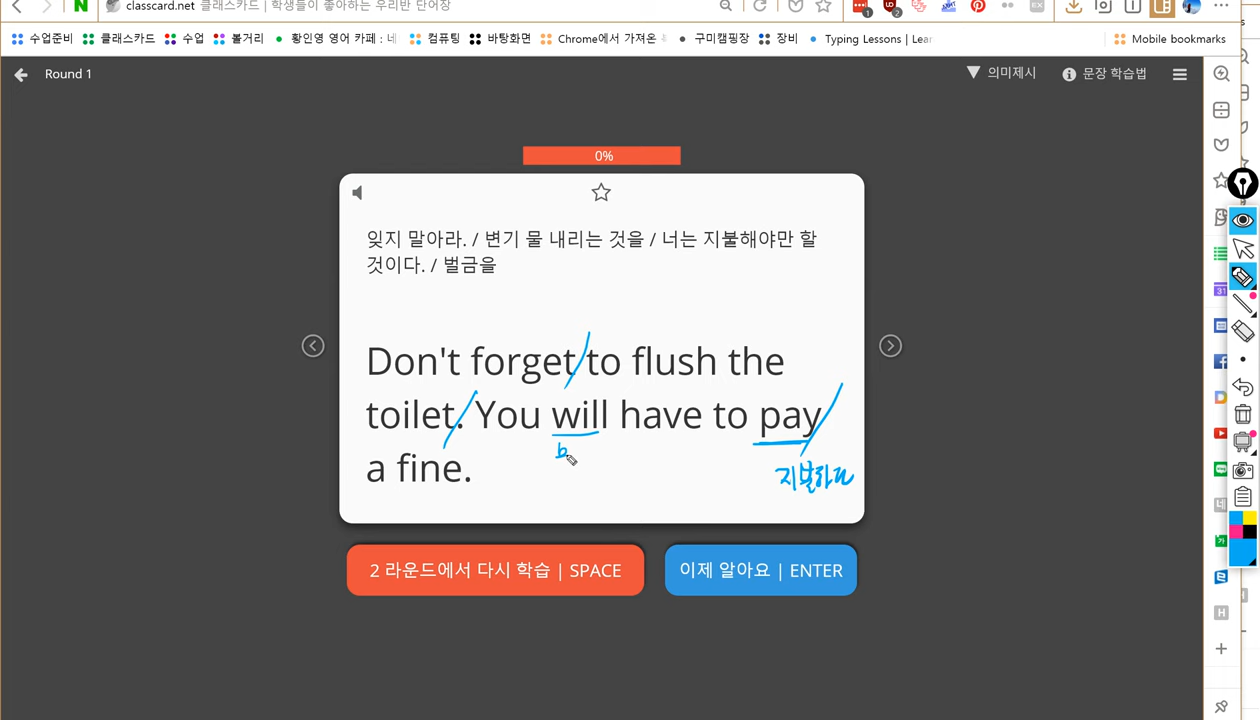 classcard.net 클래스카드 | 학생들이 좋아하는 우리반 단어장
수업준비 클래스카드 수업 볼거리 황인영 영어 카페 : 네 컴퓨팅 바탕화면 Chrome에서 가져온 구미캠핑장 장비 Typing Lessons | Lear Mobile bookmarks
Round 1 의미제시 문장 학습법
0%
잊지 말아라. / 변기 물 내리는 것을 / 너는 지불해야만 할
것이다. / 벌금을
Don't forget to flush the
toilet. You will have to pay
a fine.
지불하다
2 라운드에서 다시 학습 | SPACE 이제 알아요 | ENTER